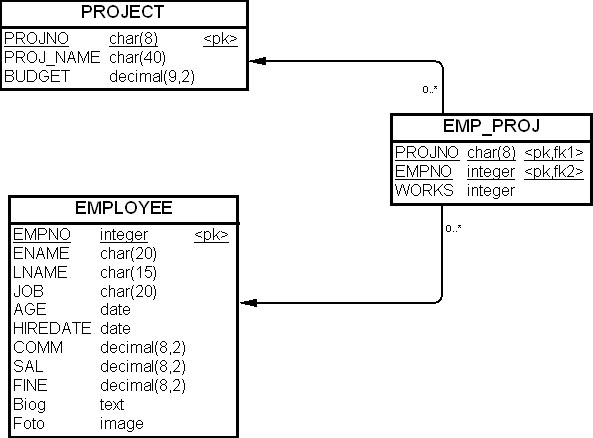 PROJECT
PROJNO char(8) <pk>
PROJ_NAME char(40)
BUDGET decimal(9,2)
0..*
EMP_PROJ
PROJNO char(8) <pk,fk1>
EMPNO integer <pk,fk2>
WORKS integer
0..*
EMPLOYEE
EMPNO integer <pk>
ENAME char(20)
LNAME char(15)
JOB char(20)
AGE date
HIREDATE date
COMM decimal(8,2)
SAL decimal(8,2)
FINE decimal(8,2)
Biog text
Foto image